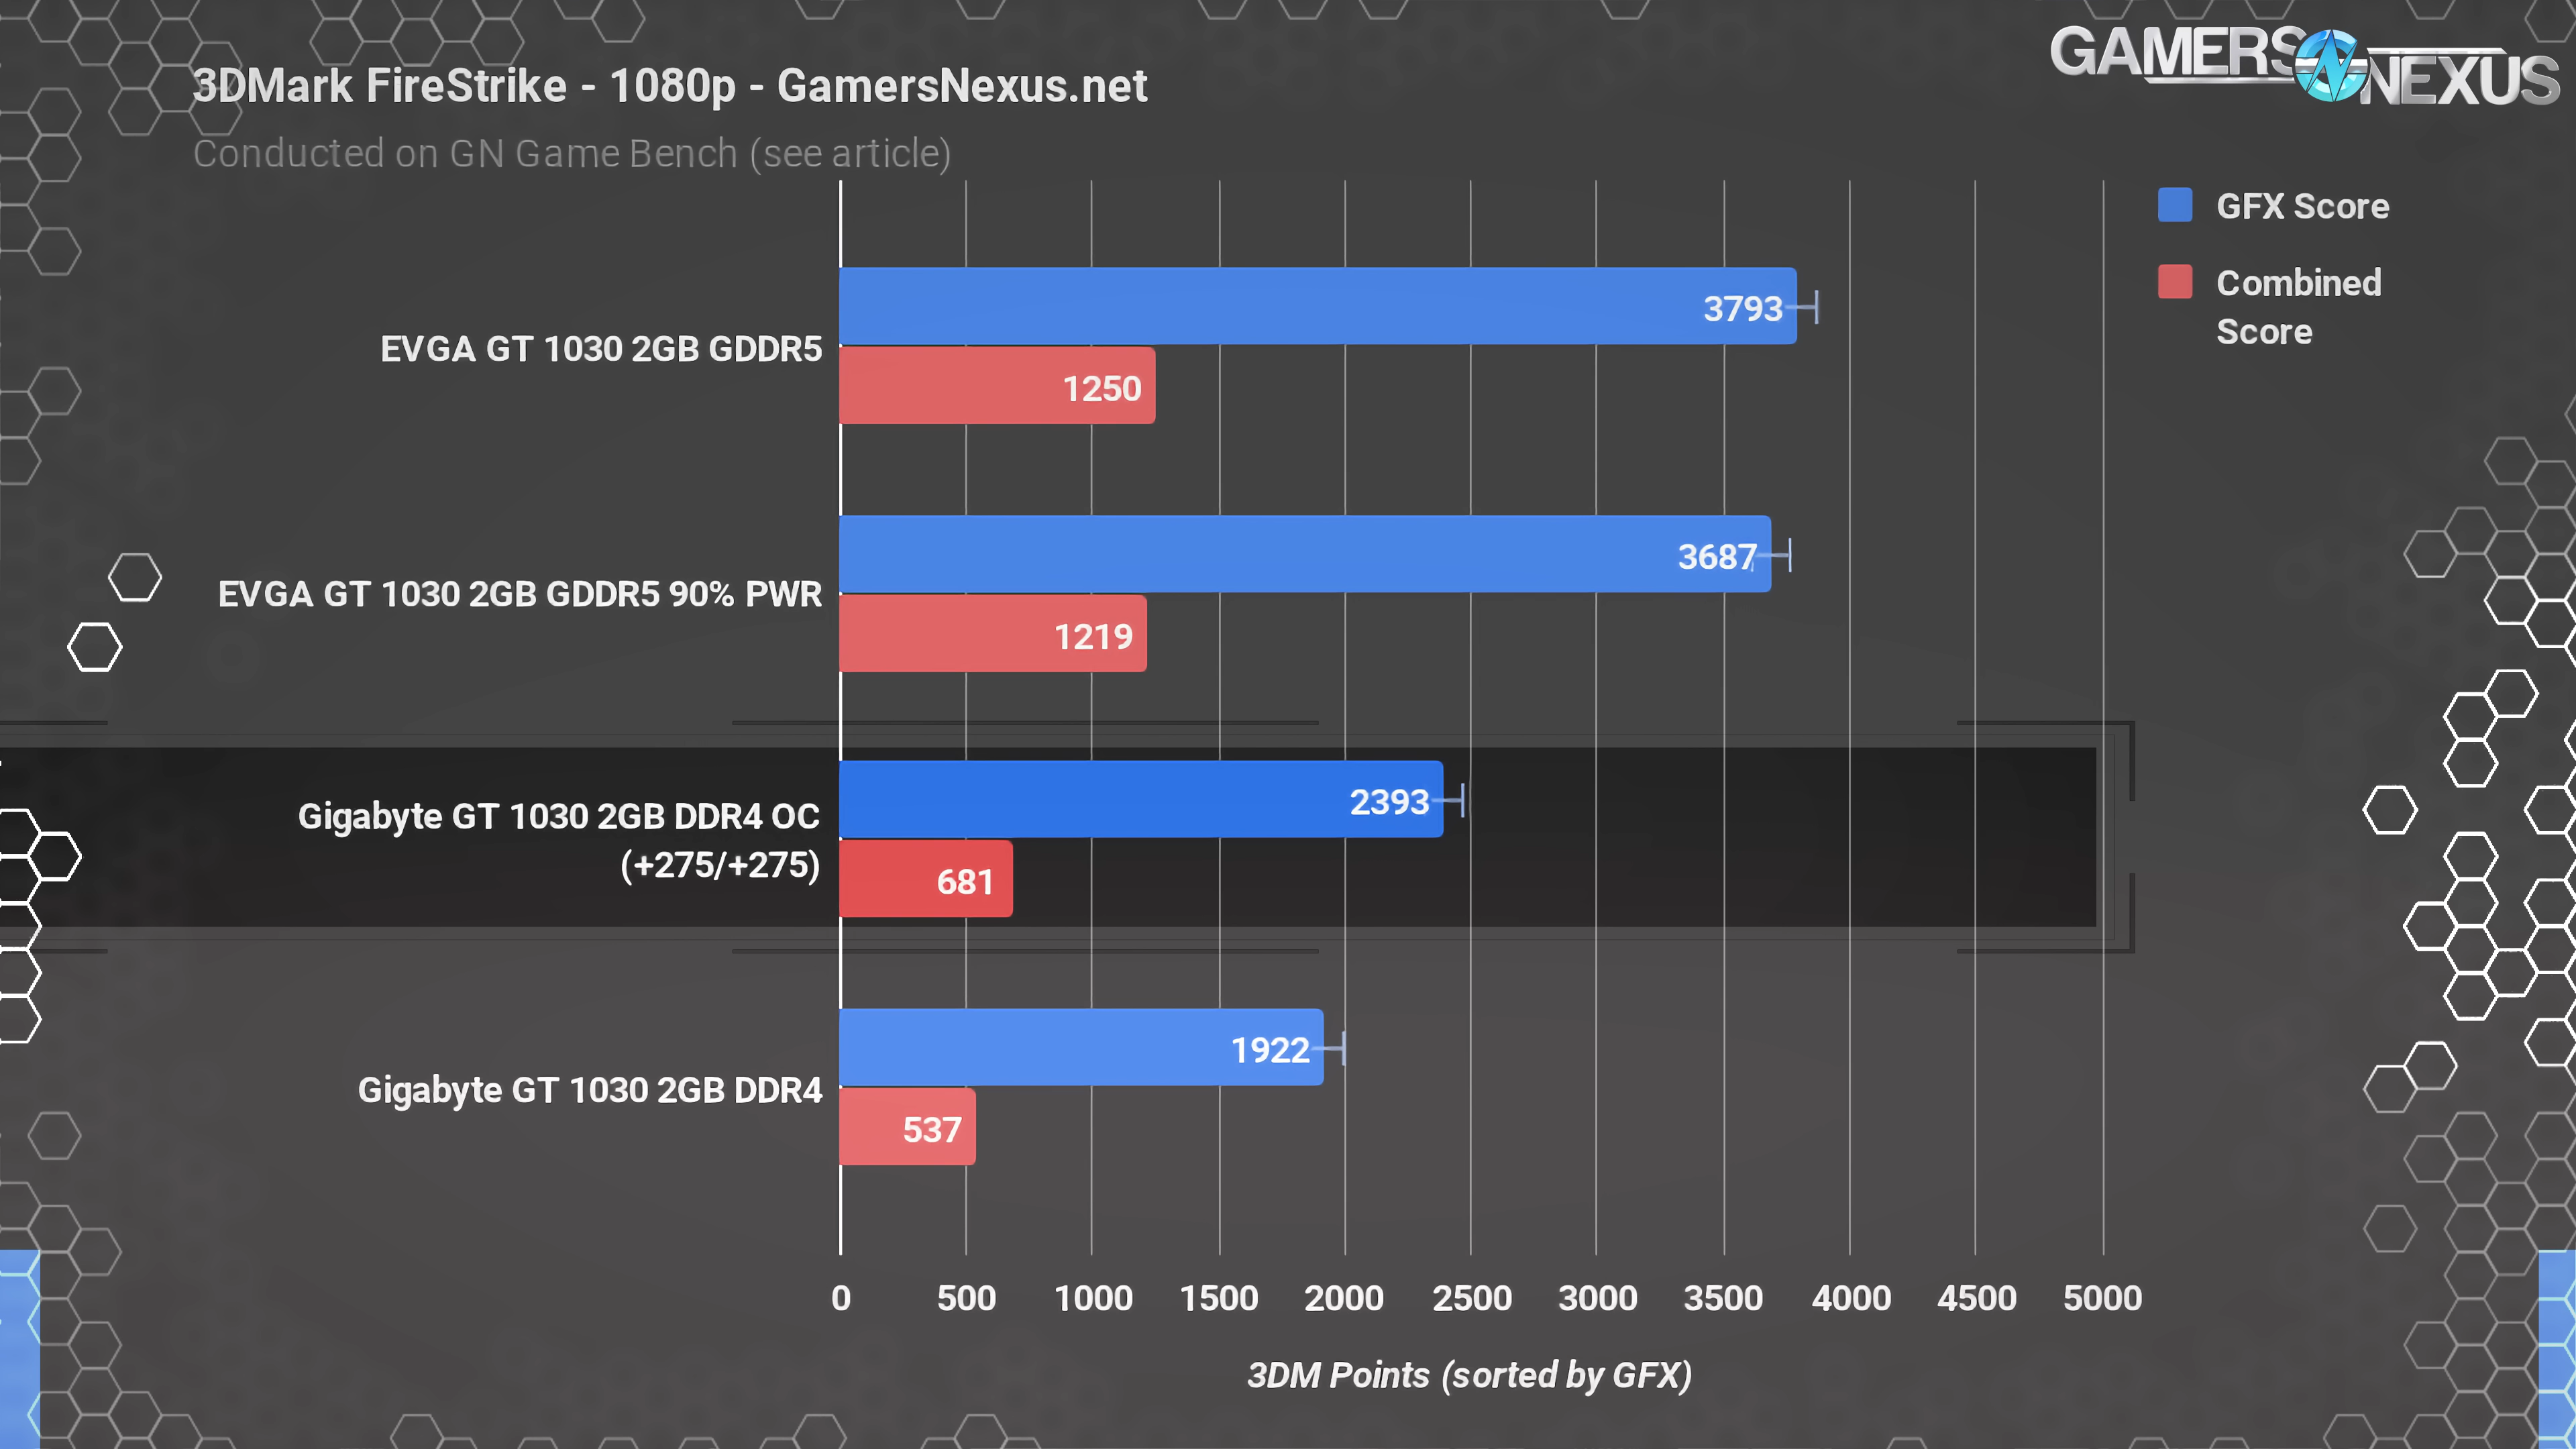 3DMark FireStrike - 1080p - GamersNexus.net
GAMERS NEXUS
Conducted on GN Game Bench (see article)
GFX Score
Combined
Score
EVGA GT 1030 2GB GDDR5
3793
1250
EVGA GT 1030 2GB GDDR5 90% PWR
3687
1219
Gigabyte GT 1030 2GB DDR4 OC
(+275/+275)
2393
681
Gigabyte GT 1030 2GB DDR4
1922
537
0 500 1000 1500 2000 2500 3000 3500 4000 4500 5000
3DM Points (sorted by GFX)